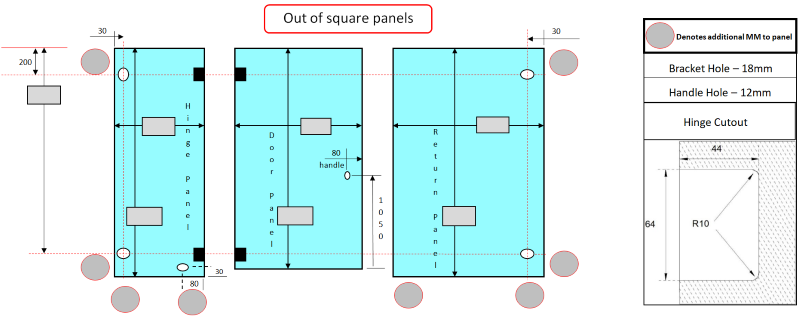 Out of square panels
30
30
200
Hinge Panel
Door Panel
Return Panel
80
handle
1050
30
80
Denotes additional MM to panel
Bracket Hole – 18mm
Handle Hole – 12mm
Hinge Cutout
44
64
R10